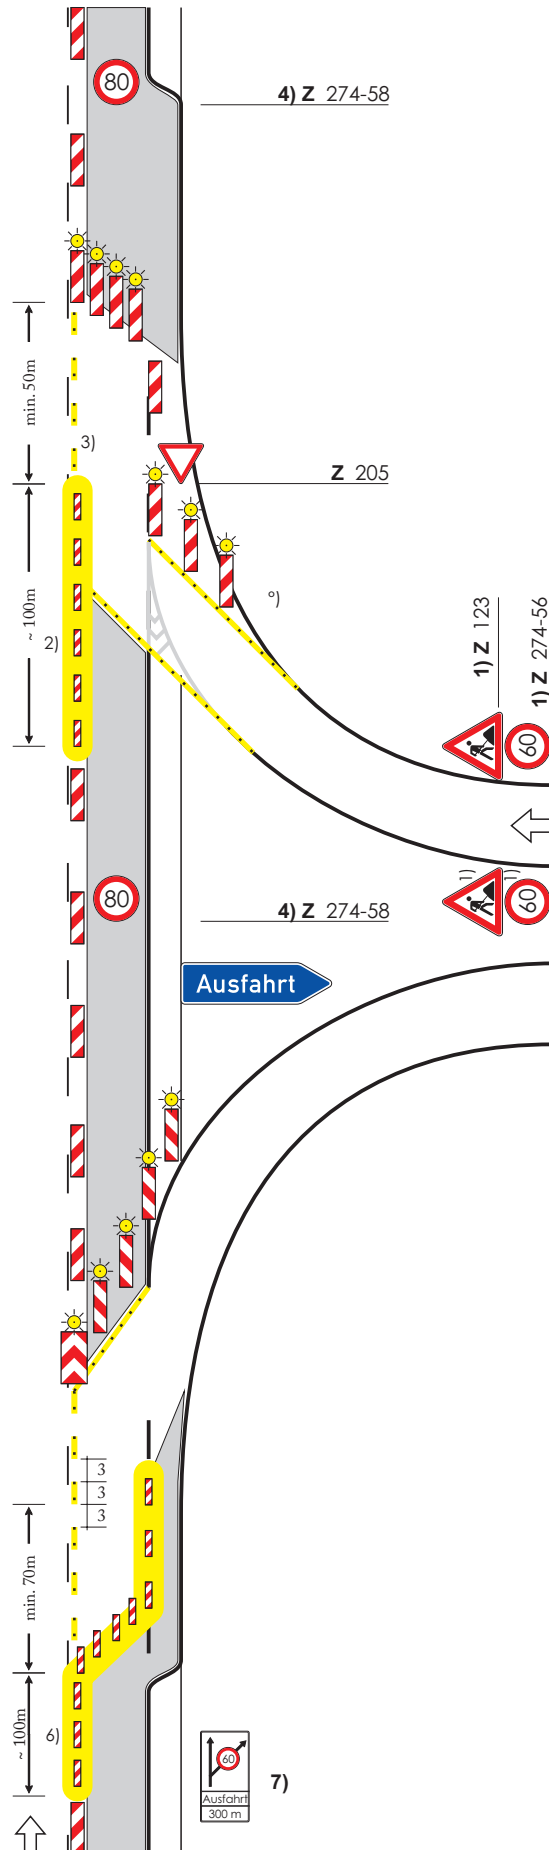 80
4) Z 274-58
min. 50m
3)
Z 205
~ 100m
2)
°)
1) Z 123
1) Z 274-56
60
80
1)
1)
60
4) Z 274-58
Ausfahrt
3
3
3
min. 70m
~ 100m
6)
60
Ausfahrt
300 m
7)